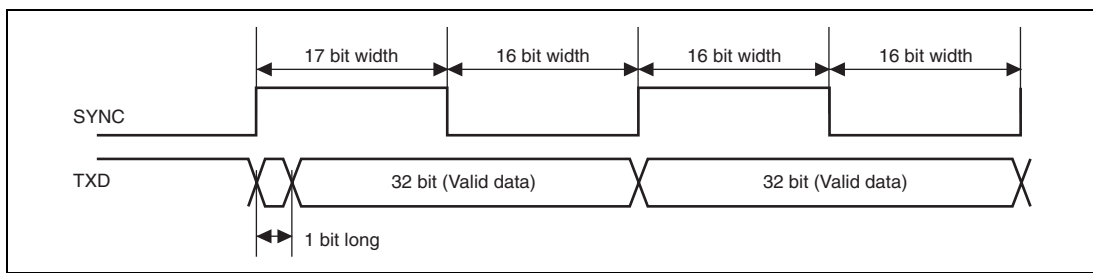 17 bit width
16 bit width
16 bit width
16 bit width
SYNC
TXD
32 bit (Valid data)
32 bit (Valid data)
1 bit long